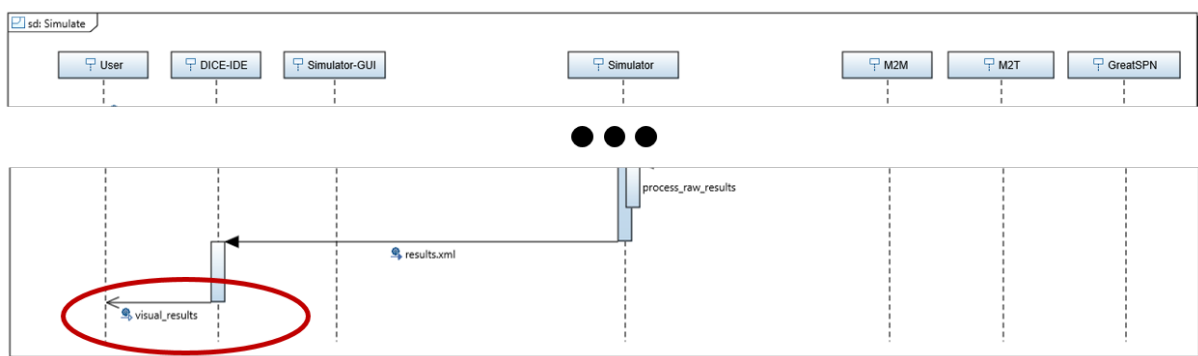 sd: Simulate
User
DICE-IDE
Simulator-GUI
Simulator
M2M
M2T
GreatSPN
process_raw_results
results.xml
visual_results